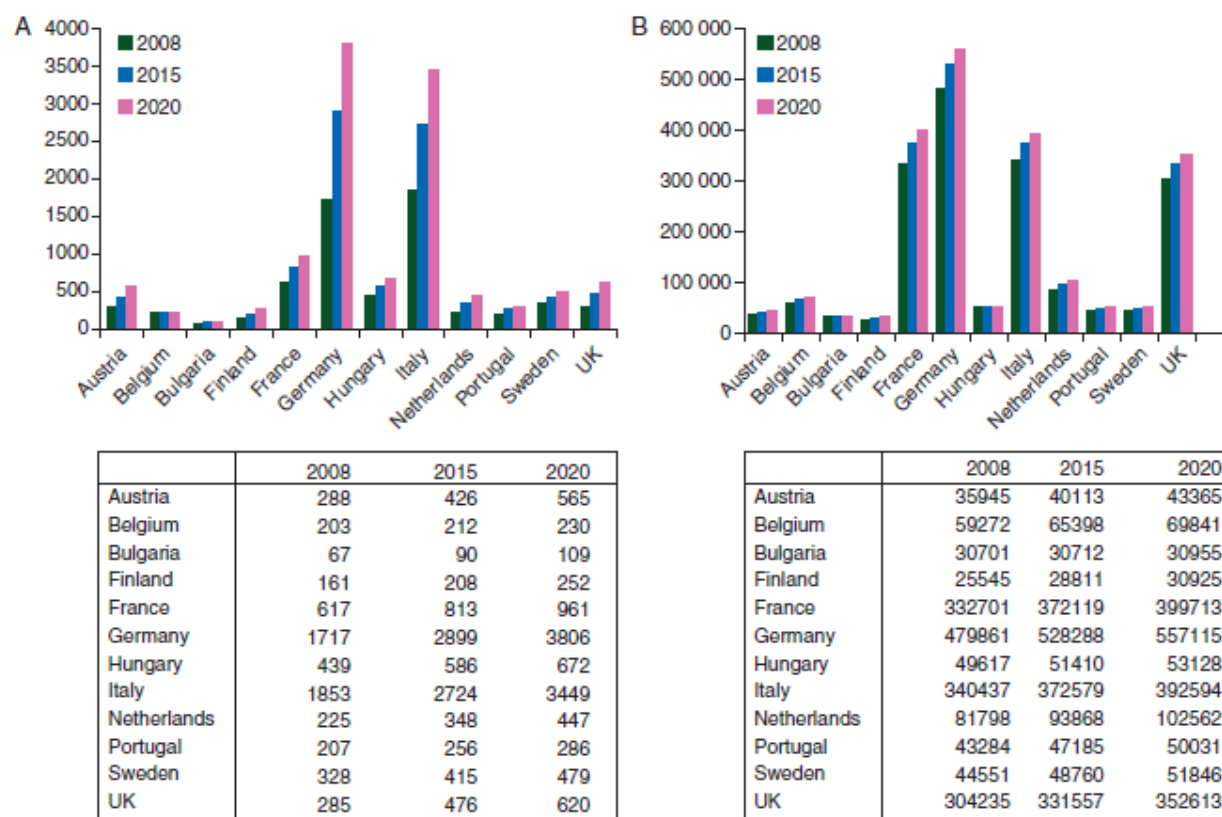 A
4000
3500
3000
2500
2000
1500
1000
500
0
2008
2015
2020
Austria
Belgium
Bulgaria
Finland
France
Germany
Hungary
Italy
Netherlands
Portugal
Sweden
UK
B
600 000
500 000
400 000
300 000
200 000
100 000
0
2008
2015
2020
Austria
Belgium
Bulgaria
Finland
France
Germany
Hungary
Italy
Netherlands
Portugal
Sweden
UK
2008 2015 2020
Austria 288 426 565
Belgium 203 212 230
Bulgaria 67 90 109
Finland 161 208 252
France 617 813 961
Germany 1717 2899 3806
Hungary 439 586 672
Italy 1853 2724 3449
Netherlands 225 348 447
Portugal 207 256 286
Sweden 328 415 479
UK 285 476 620
2008 2015 2020
Austria 35945 40113 43365
Belgium 59272 65398 69841
Bulgaria 30701 30712 30955
Finland 25545 28811 30925
France 332701 372119 399713
Germany 479861 528288 557115
Hungary 49617 51410 53128
Italy 340437 372579 392594
Netherlands 81798 93868 102562
Portugal 43284 47185 50031
Sweden 44551 48760 51846
UK 304235 331557 352613